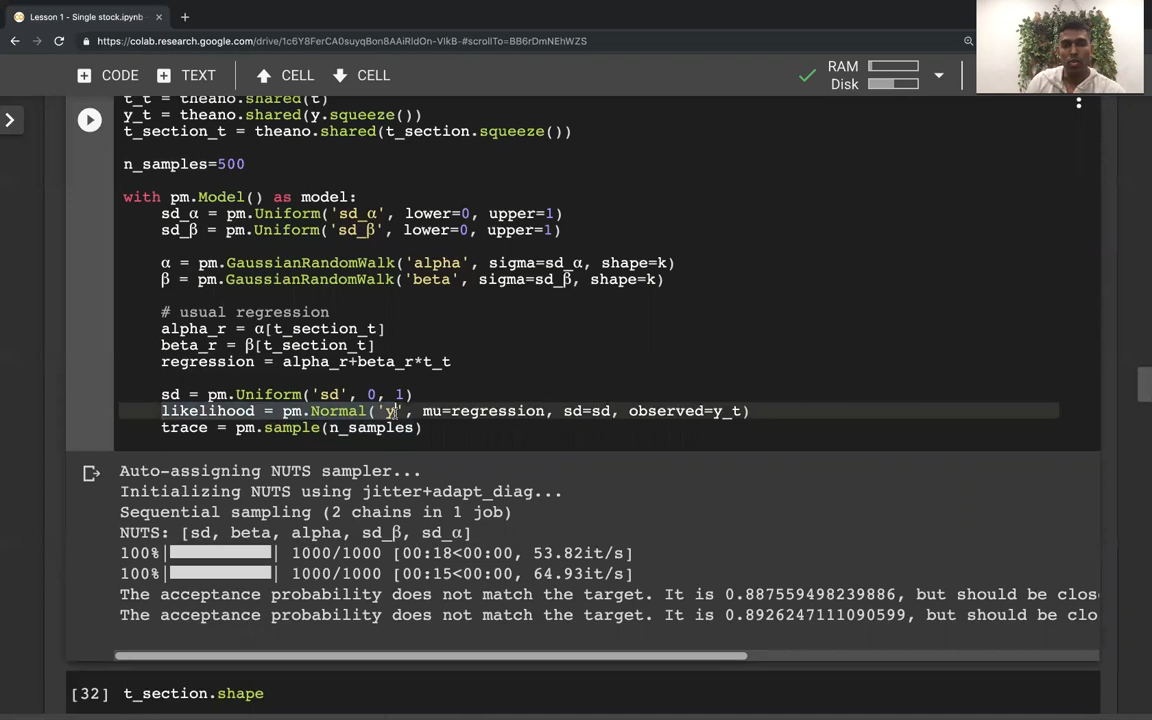 Lesson 1 - Single stock.ipynb
https://colab.research.google.com/drive/1c6Y8FerCA0suyqBon8AAiRIdOn-VIkB-#scrollTo=BB6rDmNEhWZS
CODE TEXT CELL CELL RAM Disk
t_t = theano.shared(t)
y_t = theano.shared(y.squeeze())
t_section_t = theano.shared(t_section.squeeze())
n_samples=500
with pm.Model() as model:
sd_α = pm.Uniform('sd_α', lower=0, upper=1)
sd_β = pm.Uniform('sd_β', lower=0, upper=1)
α = pm.GaussianRandomWalk('alpha', sigma=sd_α, shape=k)
β = pm.GaussianRandomWalk('beta', sigma=sd_β, shape=k)
# usual regression
alpha_r = α[t_section_t]
beta_r = β[t_section_t]
regression = alpha_r+beta_r*t_t
sd = pm.Uniform('sd', 0, 1)
likelihood = pm.Normal('y', mu=regression, sd=sd, observed=y_t)
trace = pm.sample(n_samples)
Auto-assigning NUTS sampler...
Initializing NUTS using jitter+adapt_diag...
Sequential sampling (2 chains in 1 job)
NUTS: [sd, beta, alpha, sd_β, sd_α]
100%| | 1000/1000 [00:18<00:00, 53.82it/s]
100%| | 1000/1000 [00:15<00:00, 64.93it/s]
The acceptance probability does not match the target. It is 0.887559498239886, but should be clos
The acceptance probability does not match the target. It is 0.8926247111090599, but should be clo
[32] t_section.shape